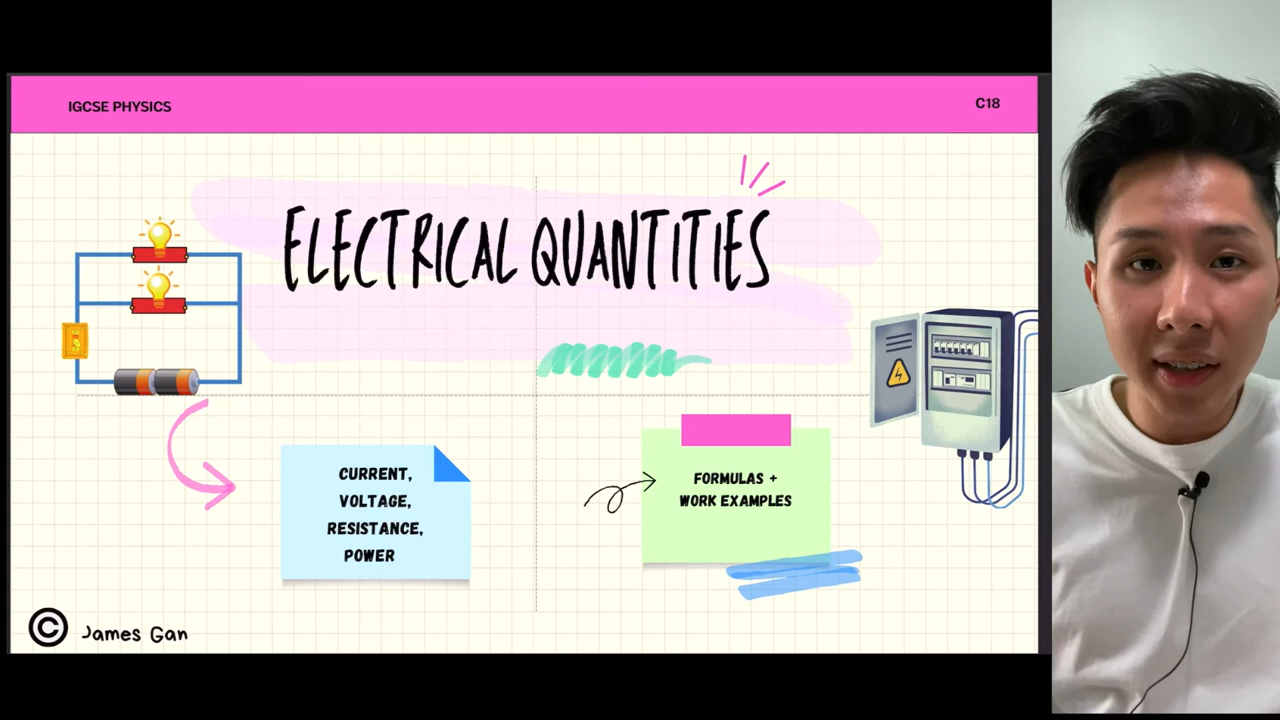 IGCSE PHYSICS
C18
ELECTRICAL QUANTITIES
CURRENT,
VOLTAGE,
RESISTANCE,
POWER
FORMULAS +
WORK EXAMPLES
© James Gan